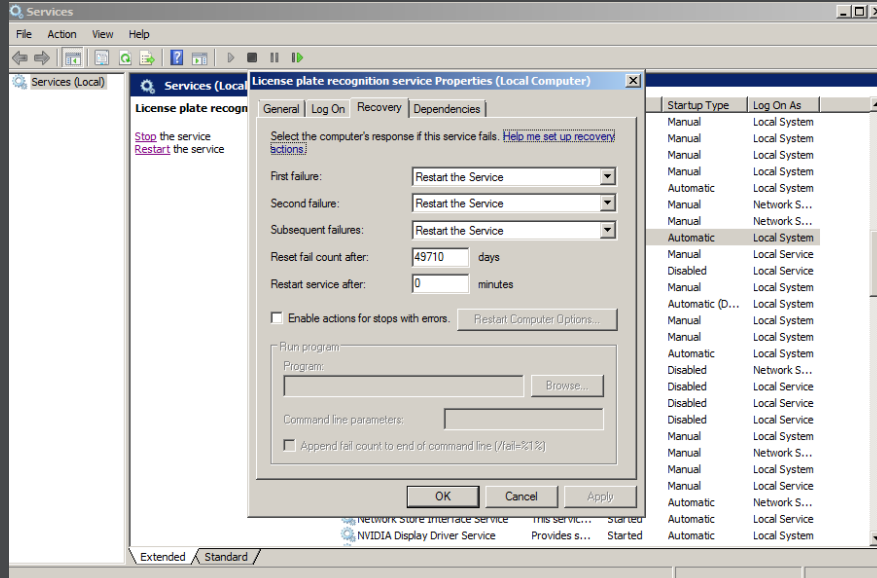 Services
File Action View Help
Services (Local)
Services (Local
License plate recogn
Stop the service
Restart the service
License plate recognition service Properties (Local Computer)
General Log On Recovery Dependencies
Select the computer's response if this service fails. Help me set up recovery
actions.
First failure: Restart the Service
Second failure: Restart the Service
Subsequent failures: Restart the Service
Reset fail count after: 49710 days
Restart service after: 0 minutes
Enable actions for stops with errors. Restart Computer Options...
Run program
Program:
Browse...
Command line parameters:
Append fail count to end of command line (/fail=%1%)
OK Cancel Apply
Startup Type Log On As
Manual Local System
Manual Local System
Manual Local System
Manual Local System
Automatic Local System
Manual Network S...
Manual Network S...
Automatic Local System
Manual Local Service
Disabled Local Service
Manual Local System
Automatic (D... Local System
Manual Local System
Manual Local System
Automatic Local System
Disabled Network S...
Disabled Local Service
Disabled Local Service
Disabled Local Service
Manual Local System
Manual Network S...
Manual Local System
Manual Local Service
Automatic Network S...
Network Store Interface Service This servic... Started Automatic Local Service
NVIDIA Display Driver Service Provides s... Started Automatic Local System
Extended Standard